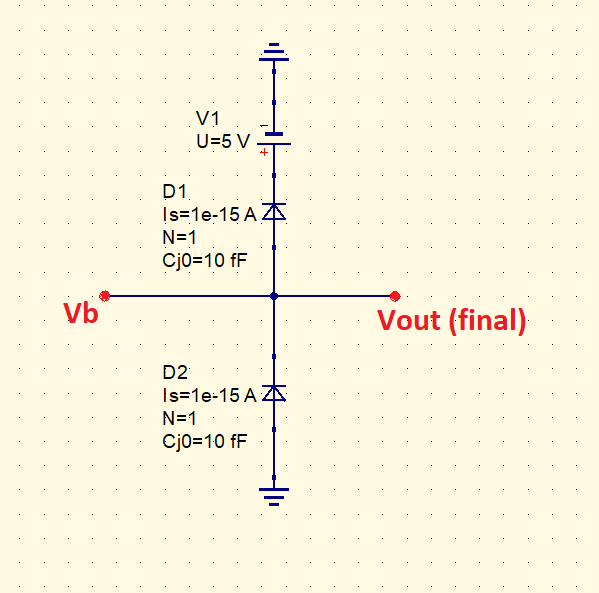 V1
U=5 V
D1
Is=1e-15 A
N=1
Cj0=10 fF
Vb
Vout (final)
D2
Is=1e-15 A
N=1
Cj0=10 fF